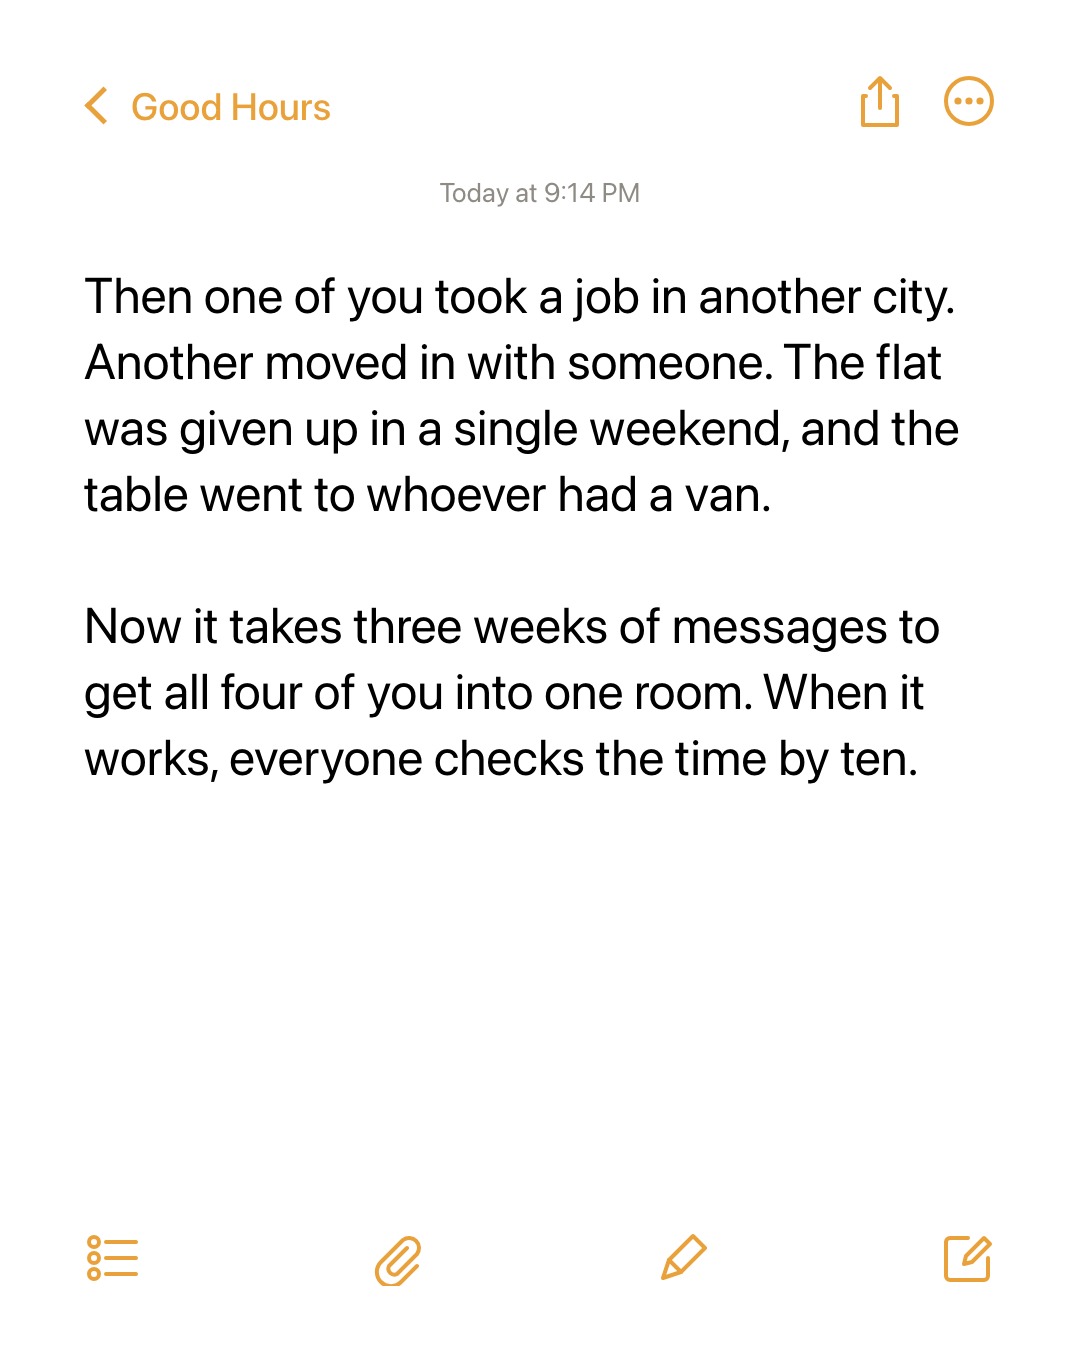 Good Hours
Today at 9:14 PM
Then one of you took a job in another city.
Another moved in with someone. The flat
was given up in a single weekend, and the
table went to whoever had a van.
Now it takes three weeks of messages to
get all four of you into one room. When it
works, everyone checks the time by ten.